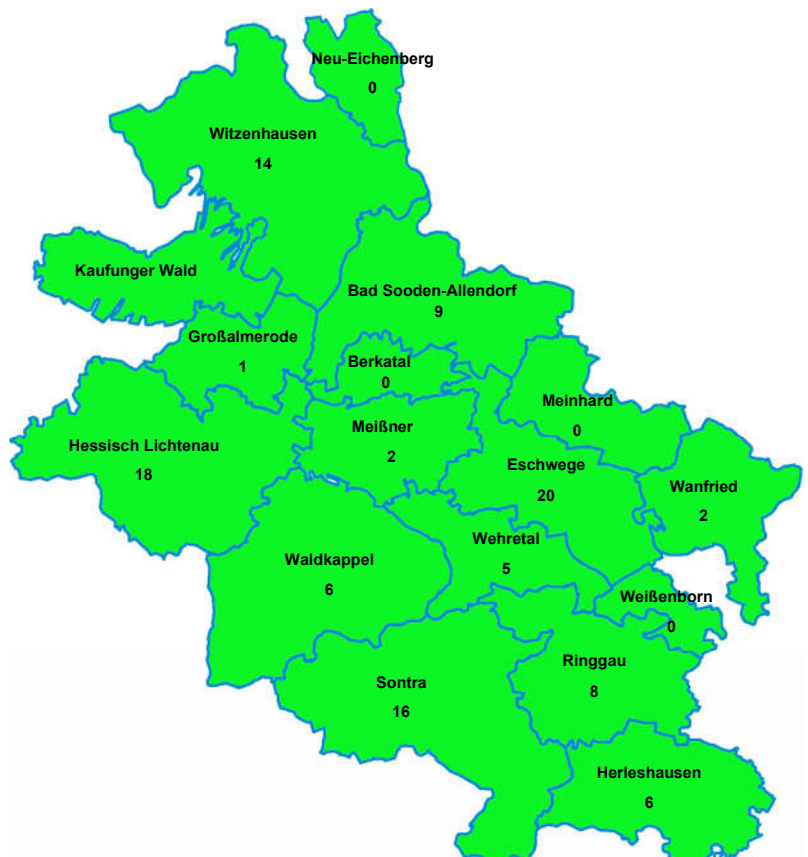 Neu-Eichenberg
0
Witzenhausen
14
Kaufunger Wald
Bad Sooden-Allendorf
9
Großalmerode
1
Berkatal
0
Meinhard
0
Meißner
2
Hessisch Lichtenau
18
Eschwege
20
Wanfried
2
Wehretal
5
Waldkappel
6
Weißenborn
0
Ringgau
8
Sontra
16
Herleshausen
6